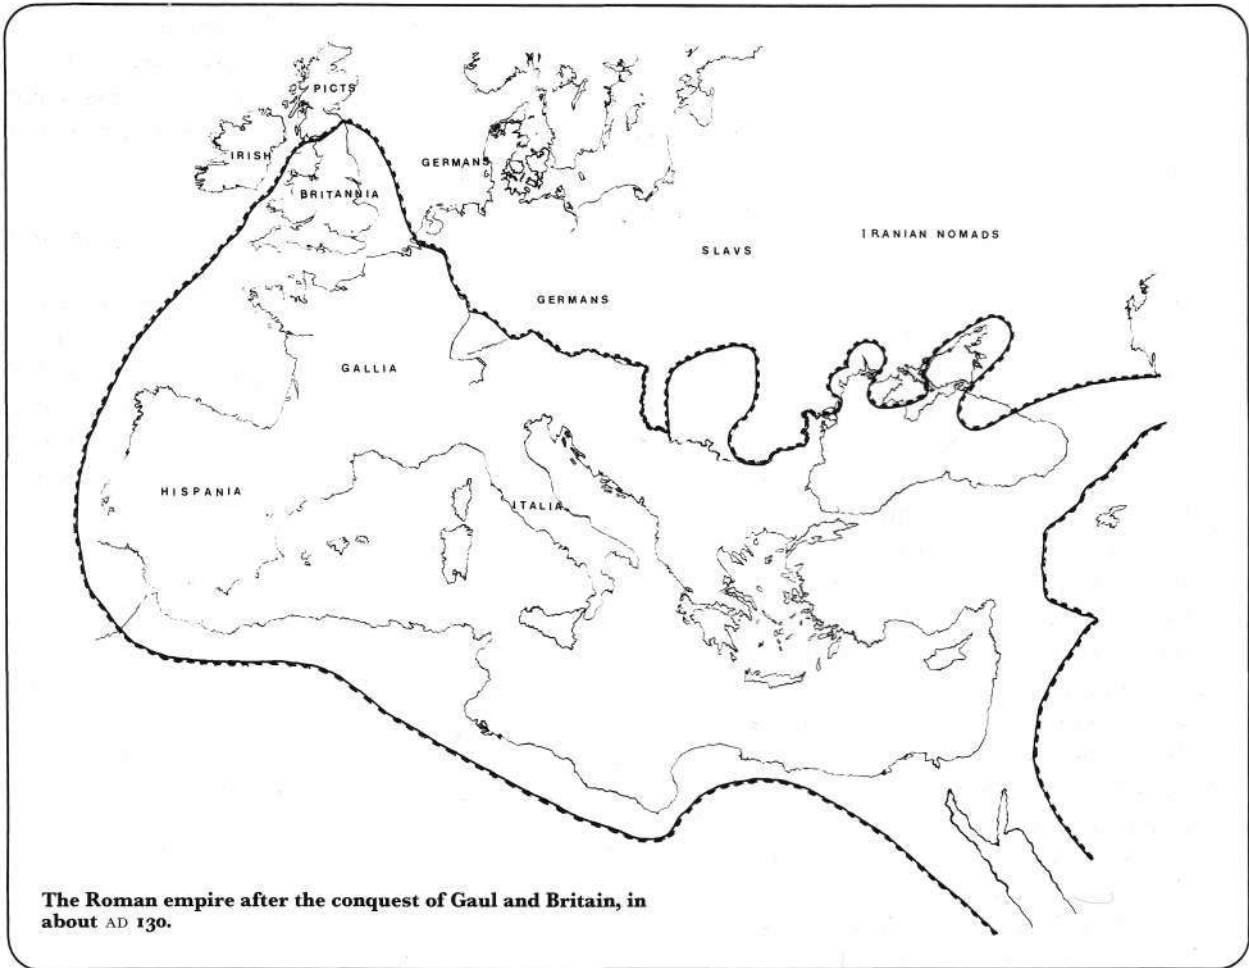 PICTS
IRISH
GERMANS
BRITANNIA
IRANIAN NOMADS
SLAVS
GERMANS
GALLIA
HISPANIA
ITALIA
The Roman empire after the conquest of Gaul and Britain, in
about AD 130.